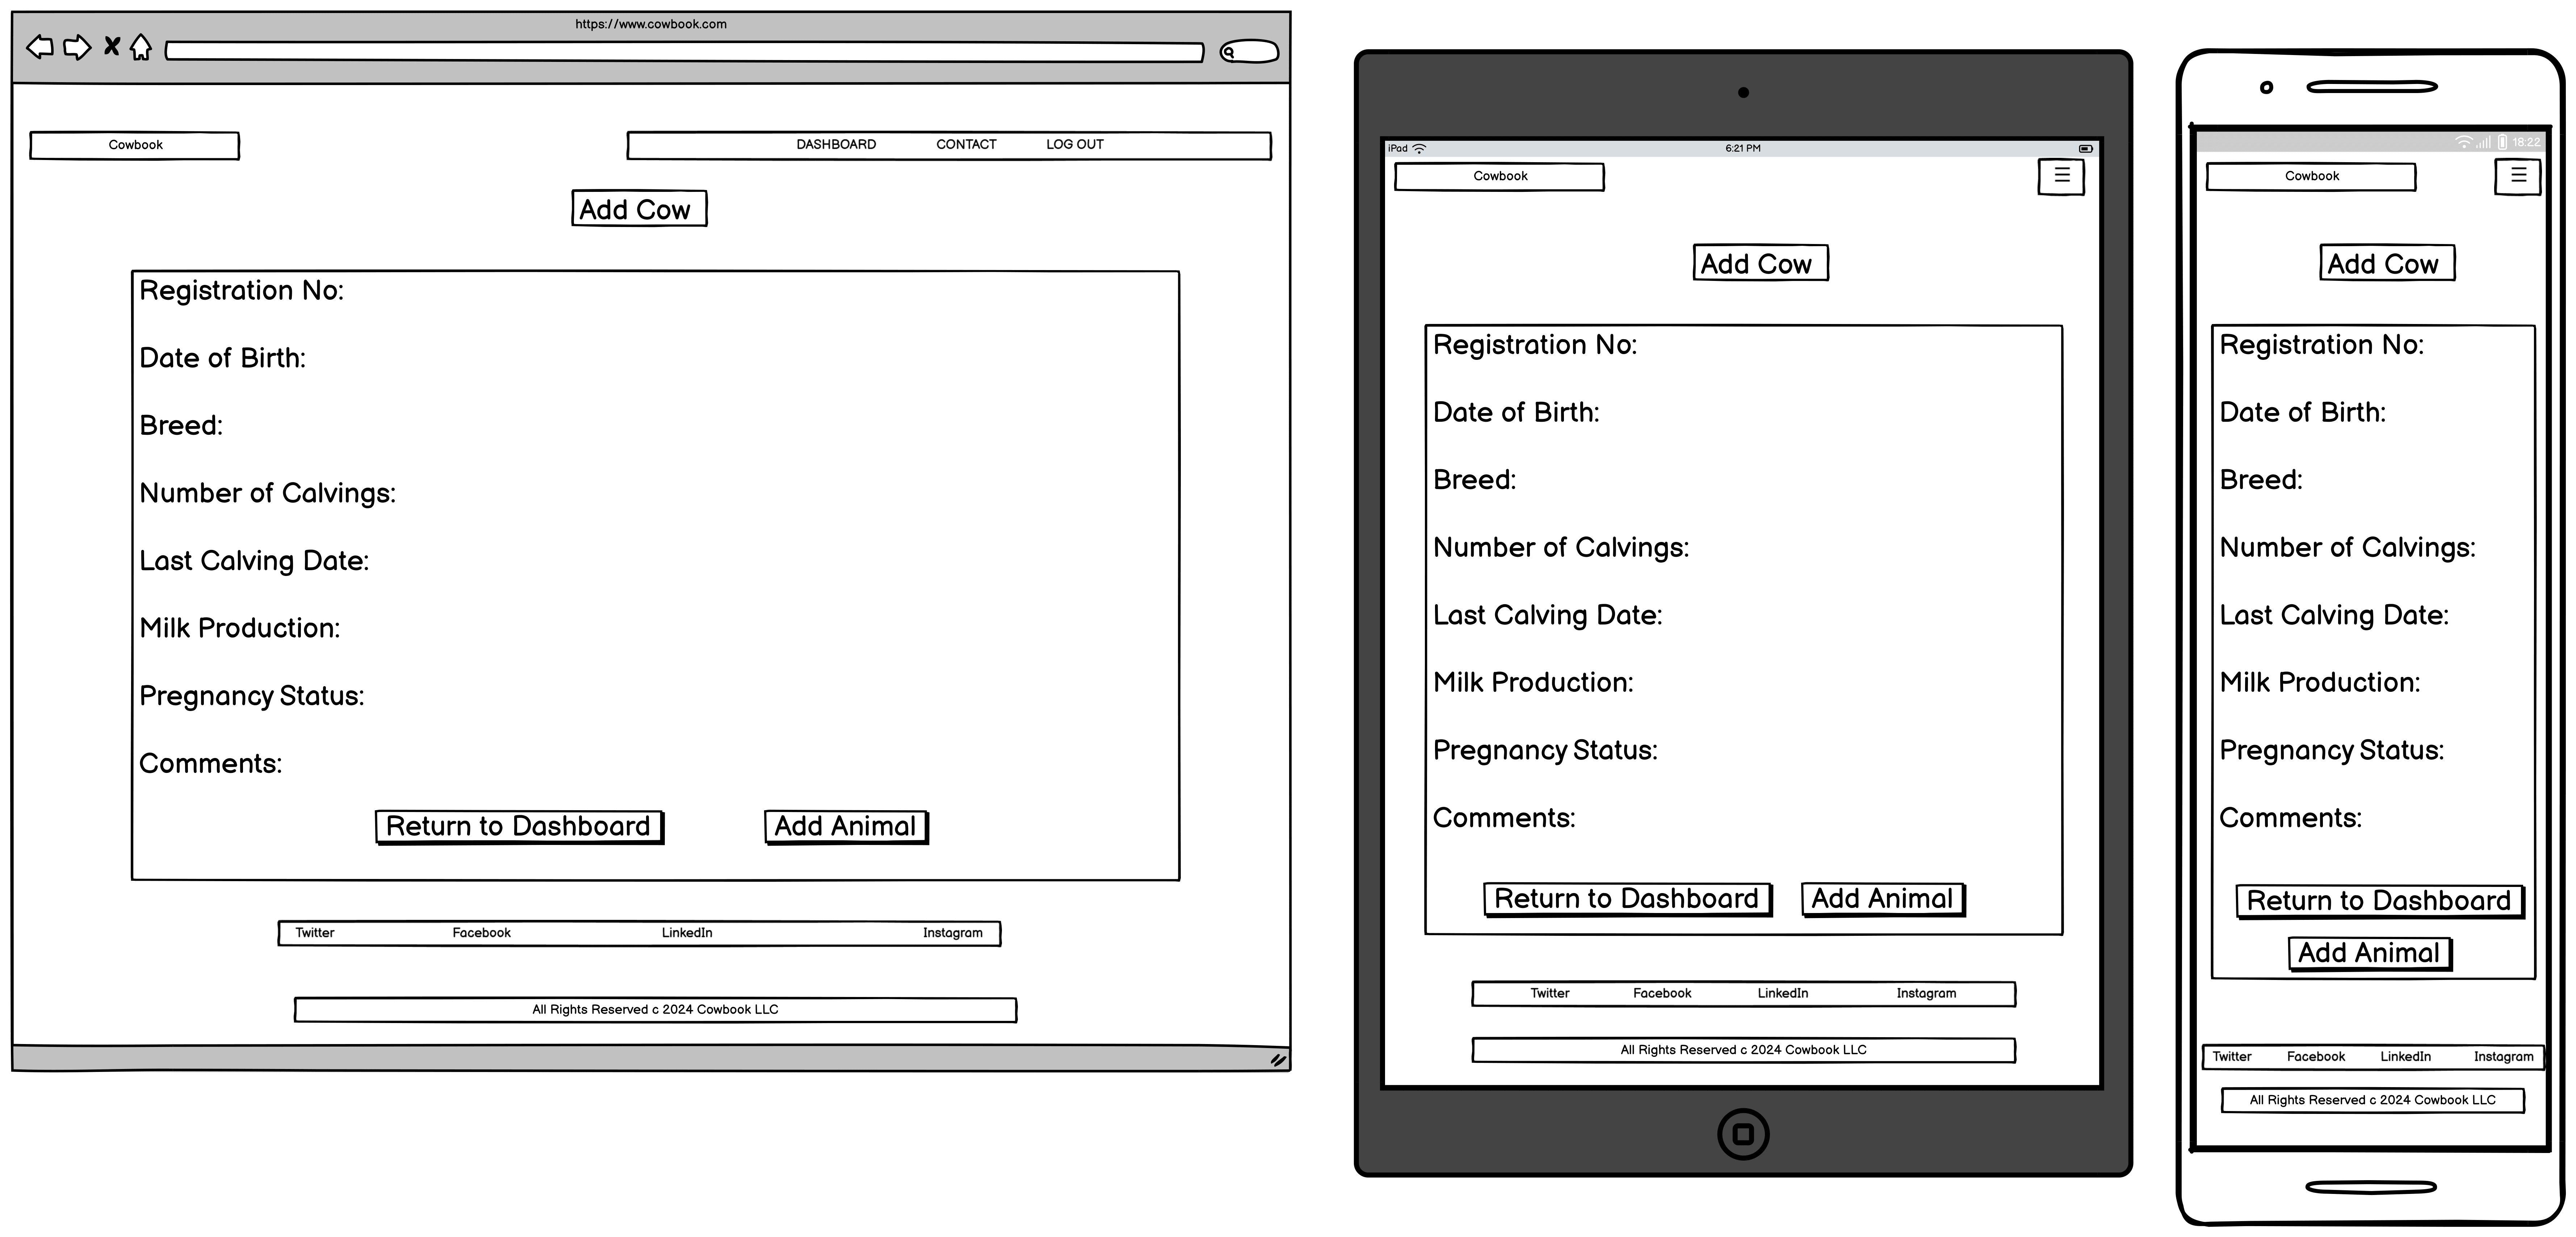 https://www.cowbook.com
Cowbook
DASHBOARD CONTACT LOG OUT
Add Cow
Registration No:
Date of Birth:
Breed:
Number of Calvings:
Last Calving Date:
Milk Production:
Pregnancy Status:
Comments:
Return to Dashboard Add Animal
Twitter Facebook LinkedIn Instagram
All Rights Reserved c 2024 Cowbook LLC
iPad 6:21 PM
Cowbook
Add Cow
Registration No:
Date of Birth:
Breed:
Number of Calvings:
Last Calving Date:
Milk Production:
Pregnancy Status:
Comments:
Return to Dashboard Add Animal
Twitter Facebook LinkedIn Instagram
All Rights Reserved c 2024 Cowbook LLC
18:22
Cowbook
Add Cow
Registration No:
Date of Birth:
Breed:
Number of Calvings:
Last Calving Date:
Milk Production:
Pregnancy Status:
Comments:
Return to Dashboard
Add Animal
Twitter Facebook LinkedIn Instagram
All Rights Reserved c 2024 Cowbook LLC